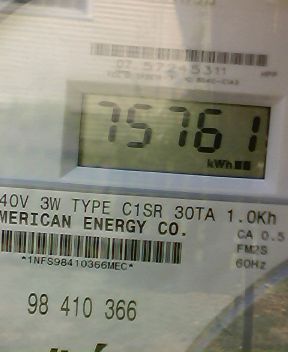 75761
kWh
40V 3W TYPE C1SR 30TA 1.0Kh
MERICAN ENERGY CO.
CA 0.5
FM2S
*1NFS98410366MEC*
60Hz
98 410 366